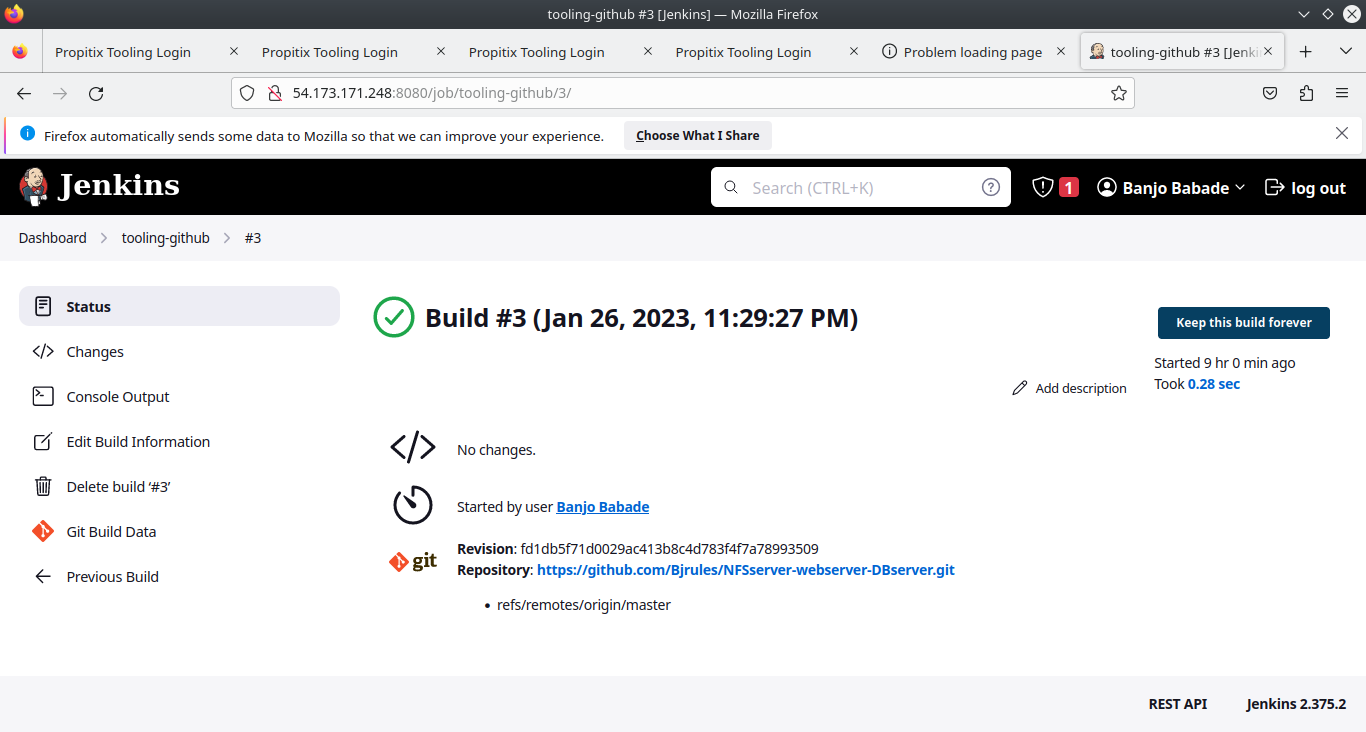 tooling-github #3 [Jenkins] — Mozilla Firefox
Propitix Tooling Login
Propitix Tooling Login
Propitix Tooling Login
Propitix Tooling Login
Problem loading page
tooling-github #3 [Jenki
54.173.171.248:8080/job/tooling-github/3/
Firefox automatically sends some data to Mozilla so that we can improve your experience.
Choose What I Share
Jenkins
Search (CTRL+K)
1
Banjo Babade
log out
Dashboard
tooling-github
#3
Status
Changes
Console Output
Edit Build Information
Delete build ‘#3’
Git Build Data
Previous Build
Build #3 (Jan 26, 2023, 11:29:27 PM)
Keep this build forever
Started 9 hr 0 min ago
Took 0.28 sec
Add description
No changes.
Started by user Banjo Babade
git
Revision: fd1db5f71d0029ac413b8c4d783f4f7a78993509
Repository: https://github.com/Bjrules/NFSserver-webserver-DBserver.git
• refs/remotes/origin/master
REST API
Jenkins 2.375.2